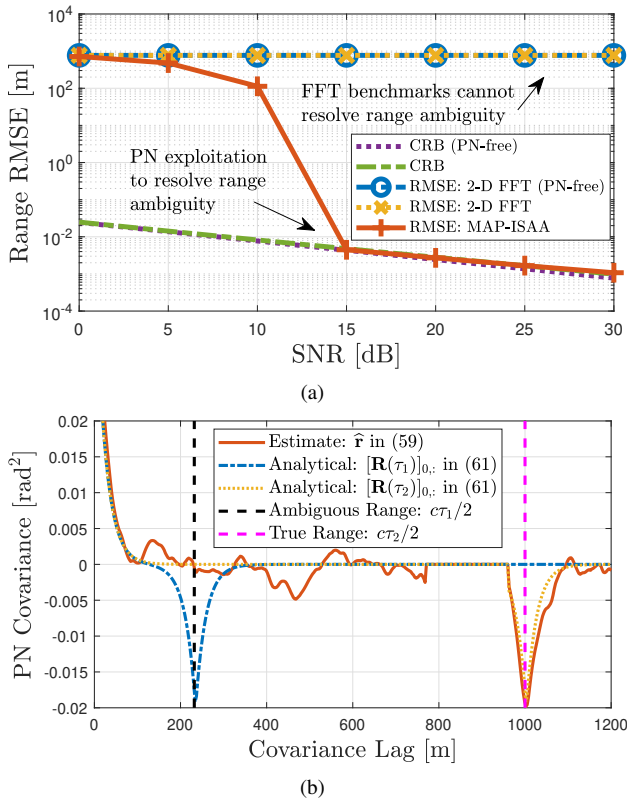 10^4
10^2
10^0
10^-2
10^-4
Range RMSE [m]
FFT benchmarks cannot
resolve range ambiguity
PN exploitation
to resolve range
ambiguity
CRB (PN-free)
CRB
RMSE: 2-D FFT (PN-free)
RMSE: 2-D FFT
RMSE: MAP-ISAA
0 5 10 15 20 25 30
SNR [dB]
(a)
0.02
0.015
0.01
0.005
0
-0.005
-0.01
-0.015
-0.02
PN Covariance [rad²]
Estimate: r̂ in (59)
Analytical: [R(τ₁)]₀,: in (61)
Analytical: [R(τ₂)]₀,: in (61)
Ambiguous Range: cτ₁/2
True Range: cτ₂/2
0 200 400 600 800 1000 1200
Covariance Lag [m]
(b)